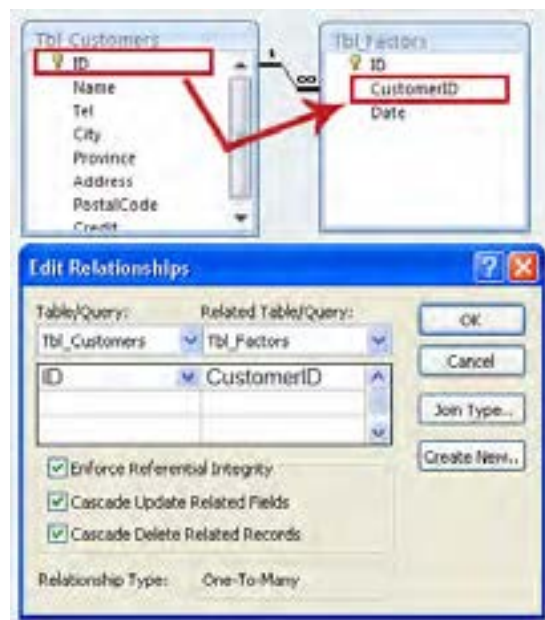 Tbl_Customers
ID
Name
Tel
City
Province
Address
PostalCode
Credit
1
∞
Tbl_Factors
ID
CustomerID
Date
Edit Relationships
Table/Query: Related Table/Query:
Tbl_Customers Tbl_Factors
ID CustomerID
Enforce Referential Integrity
Cascade Update Related Fields
Cascade Delete Related Records
Relationship Type: One-To-Many
OK
Cancel
Join Type..
Create New..